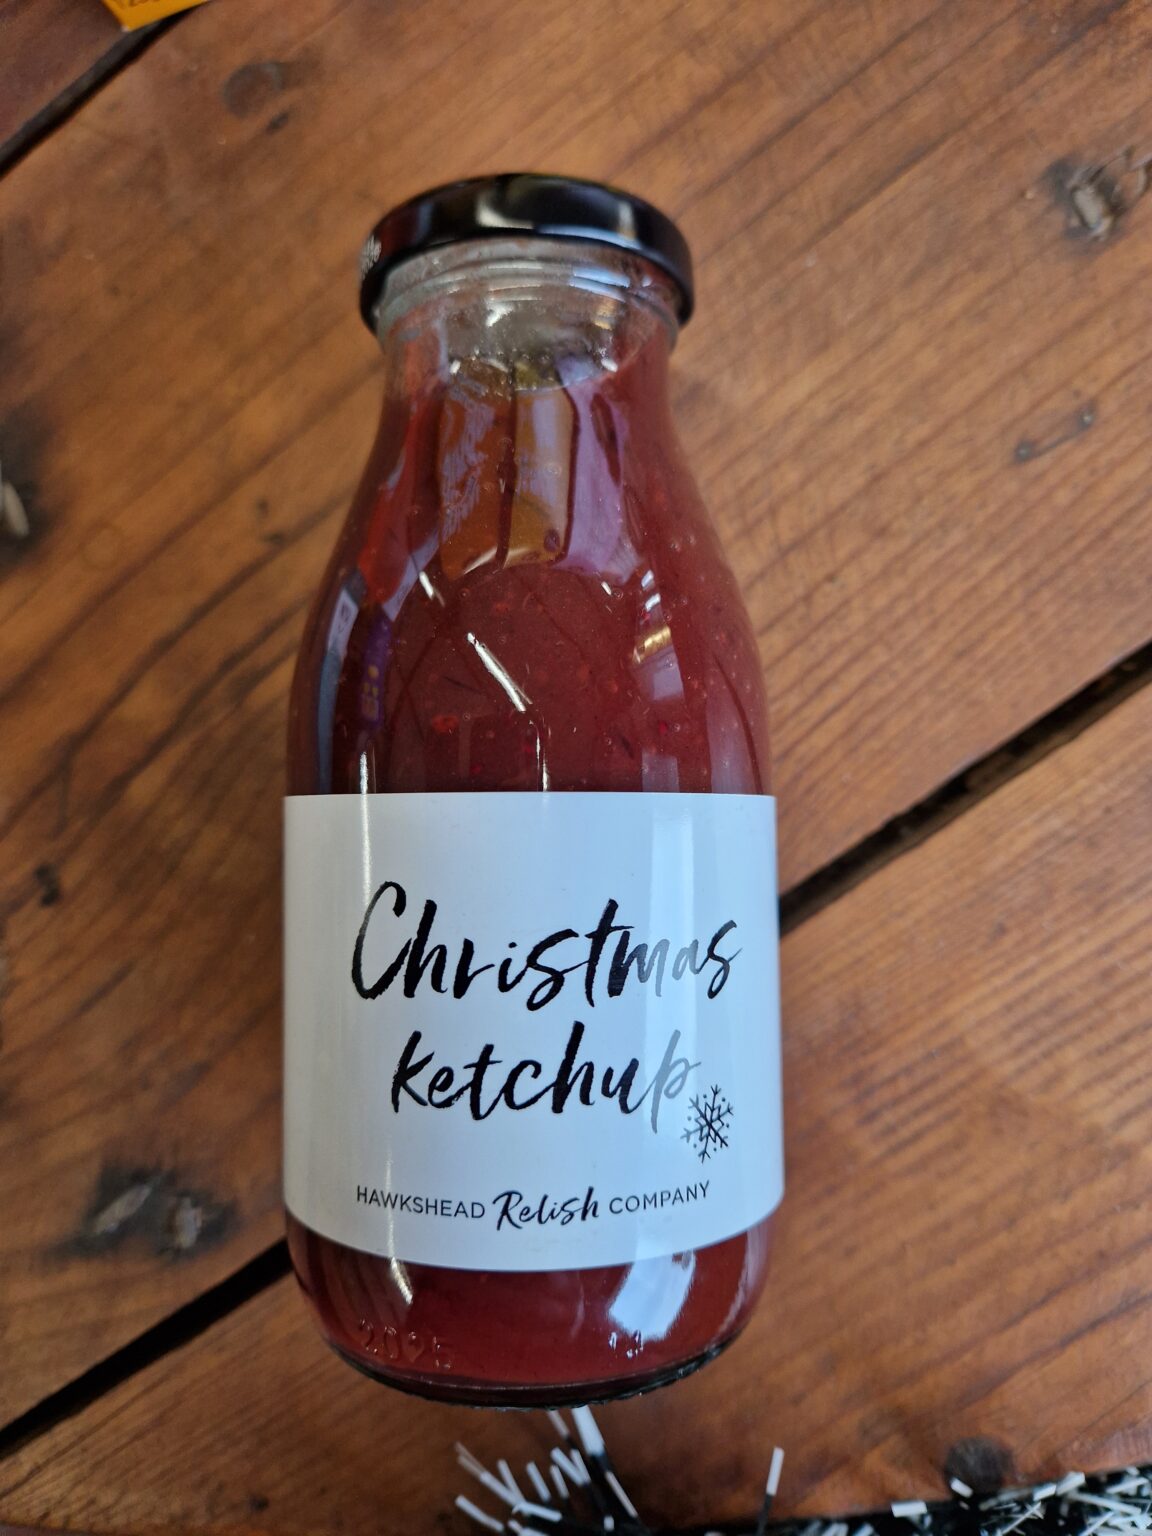 Christmas
ketchup
HAWKSHEAD Relish COMPANY